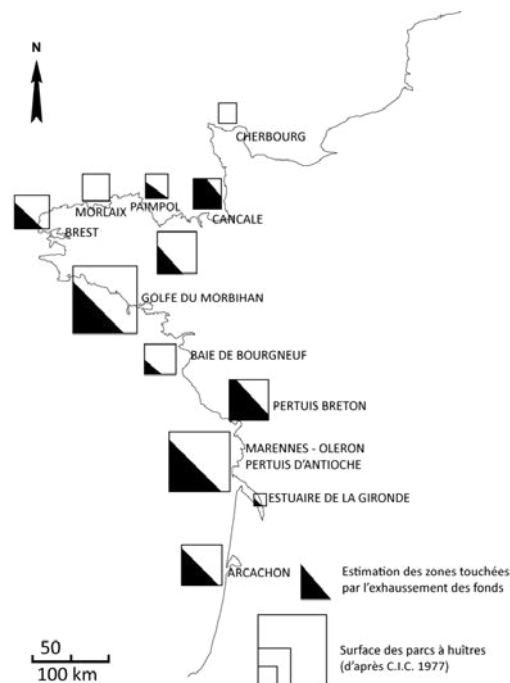 N
CHERBOURG
MORLAIX
PAIMPOL
CANCALE
BREST
GOLFE DU MORBIHAN
BAIE DE BOURGNEUF
PERTUIS BRETON
MARENNES - OLERON
PERTUIS D'ANTIOCHE
ESTUAIRE DE LA GIRONDE
ARCACHON
Estimation des zones touchées
par l'exhaussement des fonds
Surface des parcs à huîtres
(d'après C.I.C. 1977)
50
100 km